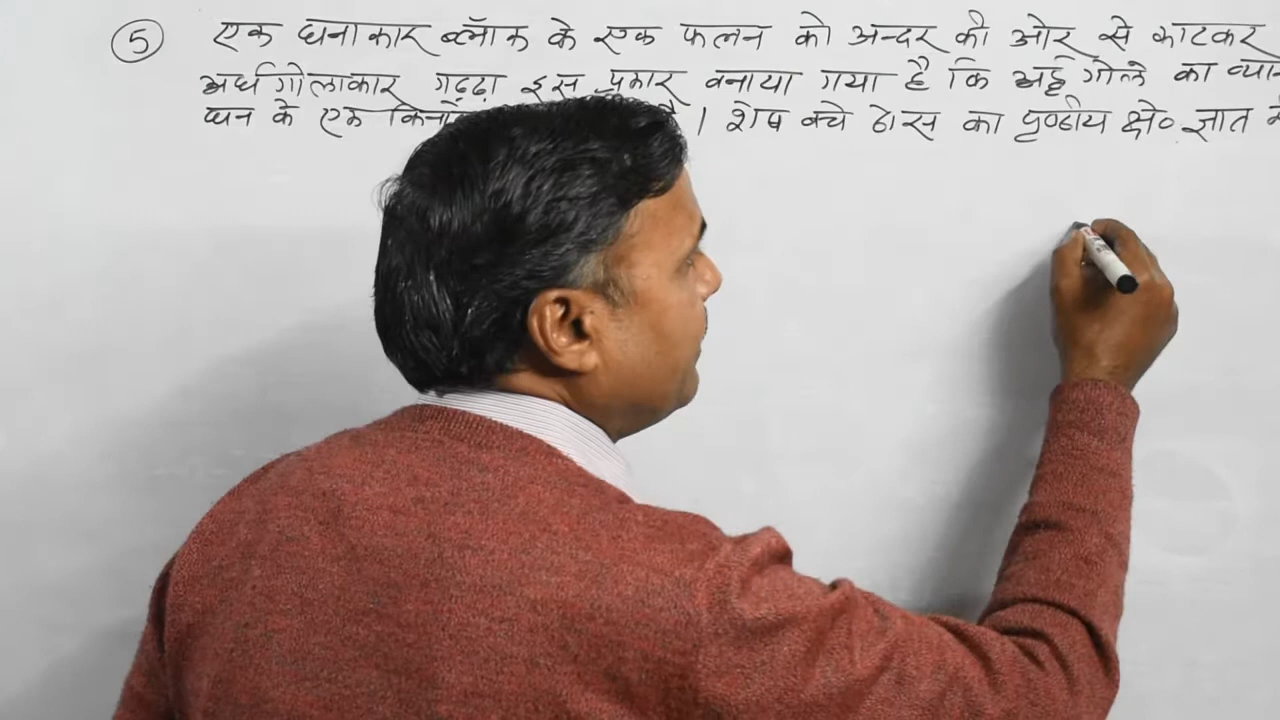 ⑤ एक घनाकार ब्लॉक के एक फलन को अन्दर की ओर से काटकर
अर्धगोलाकार गढ्ढा इस प्रकार बनाया गया है कि अर्द्ध गोले का
घन के एक । शेष बचे ठोस का पृष्ठीय क्षे० ज्ञात